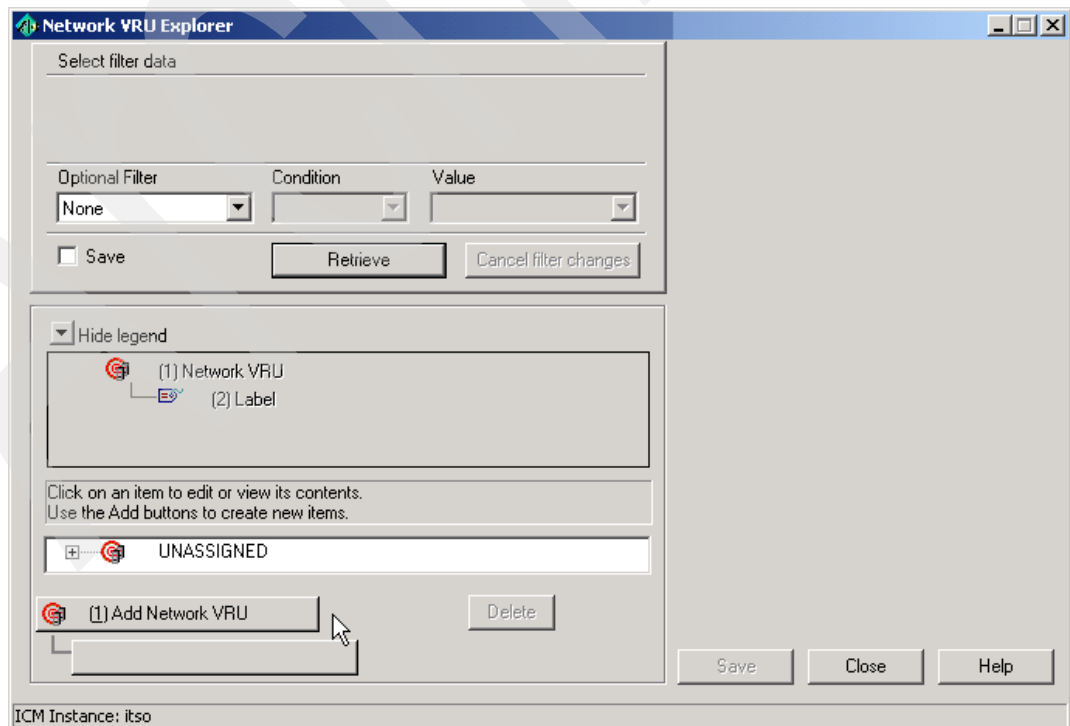 Network VRU Explorer
Select filter data
Optional Filter Condition Value
None
Save Retrieve Cancel filter changes
Hide legend
(1) Network VRU
(2) Label
Click on an item to edit or view its contents.
Use the Add buttons to create new items.
UNASSIGNED
(1) Add Network VRU Delete
Save Close Help
ICM Instance: itso